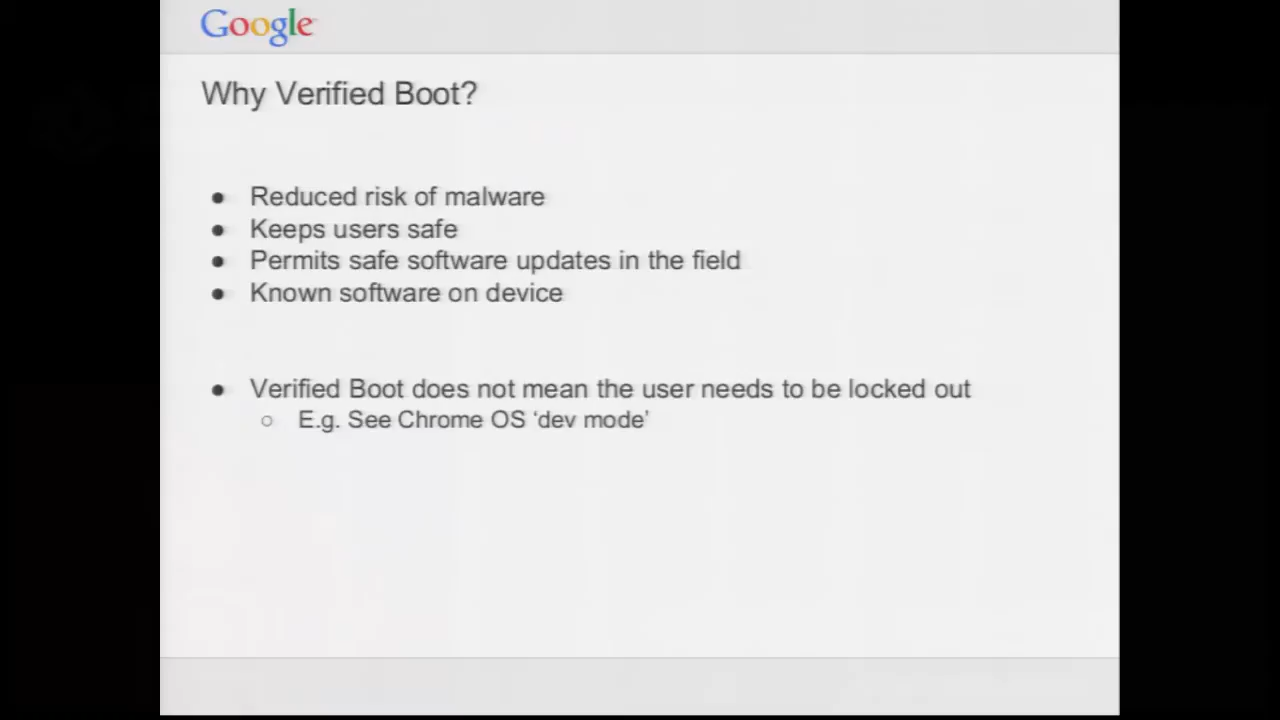 Google
Why Verified Boot?
● Reduced risk of malware
● Keeps users safe
● Permits safe software updates in the field
● Known software on device
● Verified Boot does not mean the user needs to be locked out
○ E.g. See Chrome OS ‘dev mode’